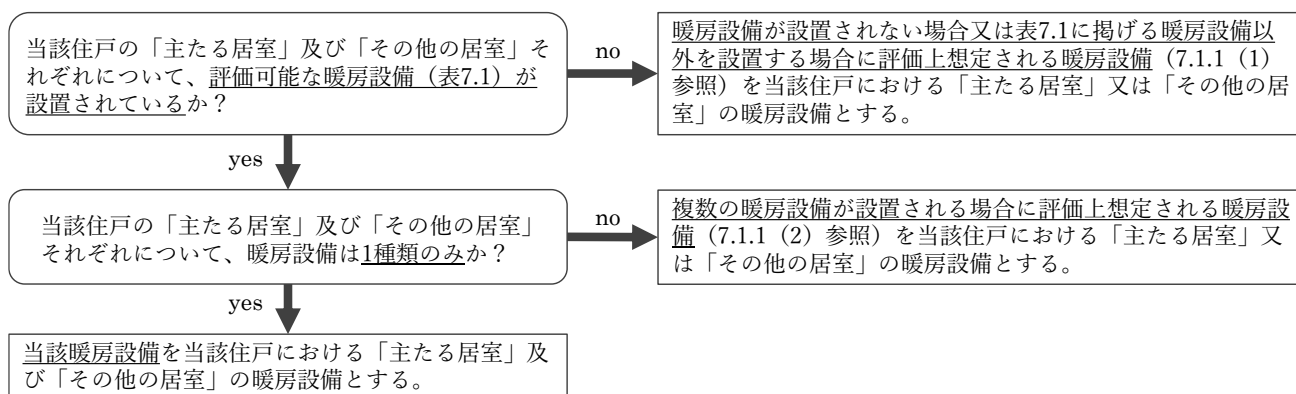 当該住戸の「主たる居室」及び「その他の居室」そ
れぞれについて、評価可能な暖房設備（表7.1）が
設置されているか？
no
暖房設備が設置されない場合又は表7.1に掲げる暖房設備以
外を設置する場合に評価上想定される暖房設備（7.1.1（1）
参照）を当該住戸における「主たる居室」又は「その他の居
室」の暖房設備とする。
yes
当該住戸の「主たる居室」及び「その他の居室」
それぞれについて、暖房設備は1種類のみか？
no
複数の暖房設備が設置される場合に評価上想定される暖房設
備（7.1.1（2）参照）を当該住戸における「主たる居室」又
は「その他の居室」の暖房設備とする。
yes
当該暖房設備を当該住戸における「主たる居室」及
び「その他の居室」の暖房設備とする。